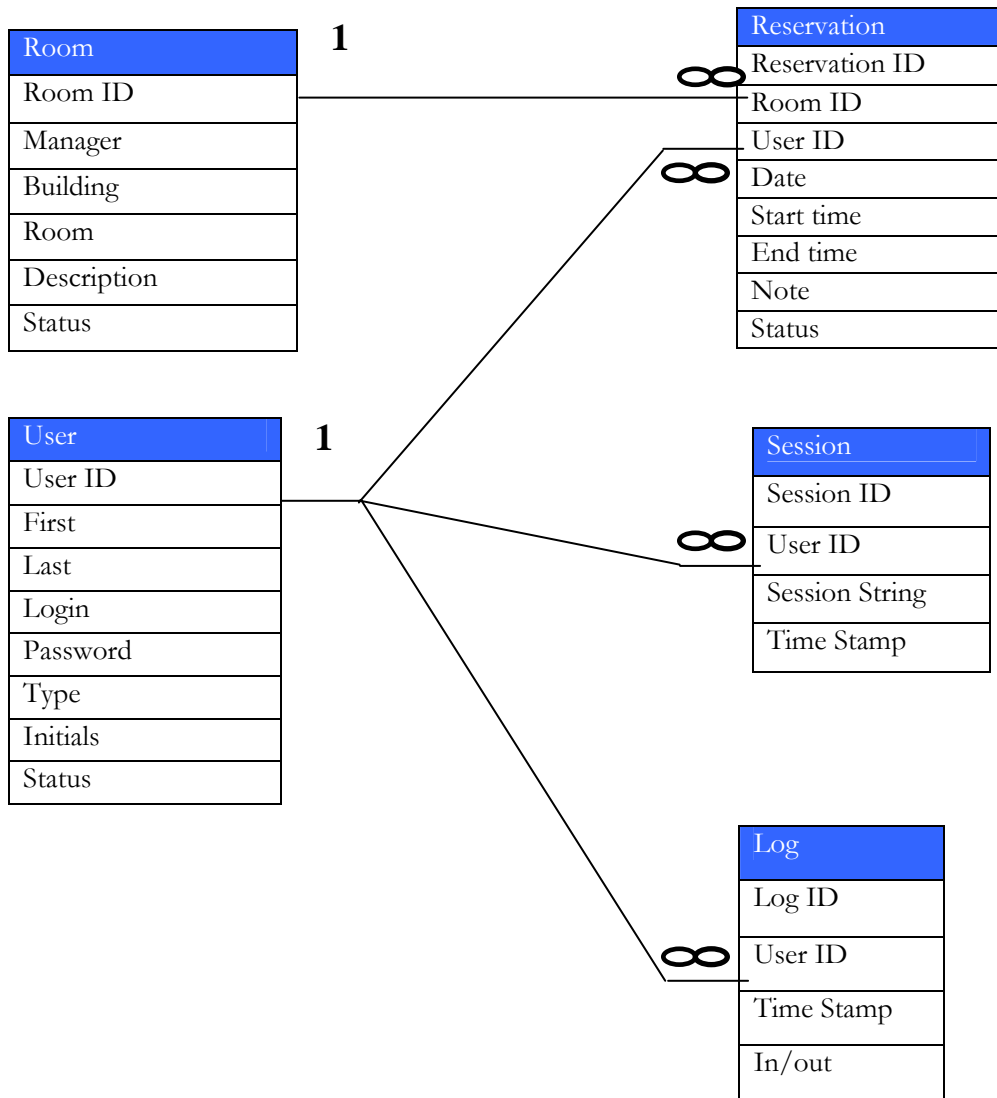 Room
Room ID
Manager
Building
Room
Description
Status
1
∞
∞
Reservation
Reservation ID
Room ID
User ID
Date
Start time
End time
Note
Status
User
User ID
First
Last
Login
Password
Type
Initials
Status
1
∞
Session
Session ID
User ID
Session String
Time Stamp
∞
Log
Log ID
User ID
Time Stamp
In/out